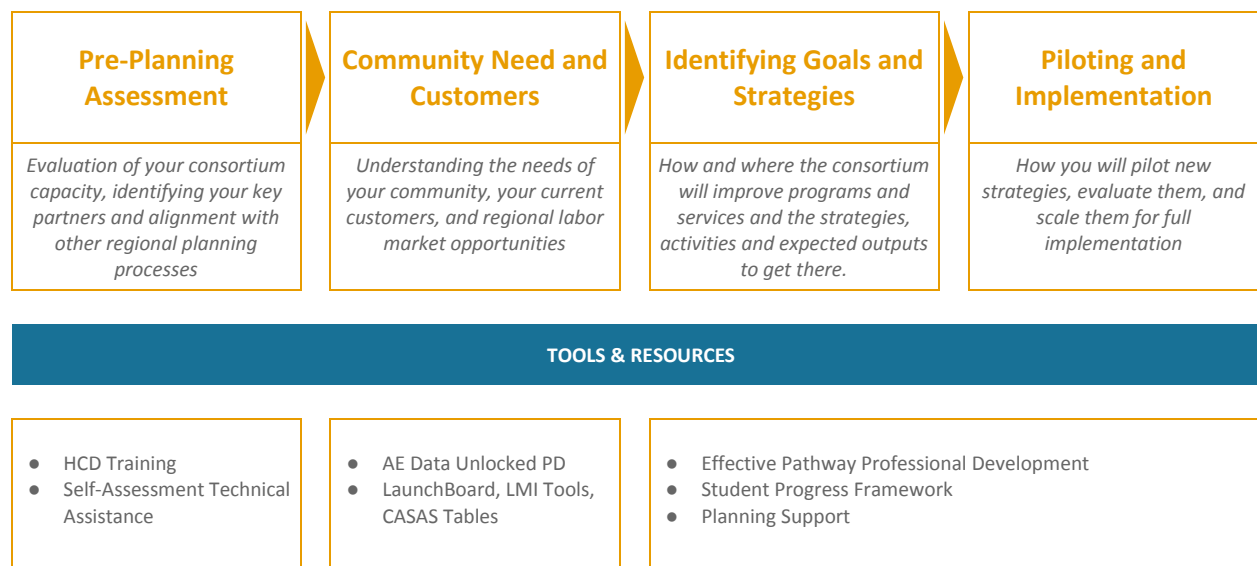 Pre-Planning
Assessment
Evaluation of your consortium
capacity, identifying your key
partners and alignment with
other regional planning
processes
Community Need and
Customers
Understanding the needs of
your community, your current
customers, and regional labor
market opportunities
Identifying Goals and
Strategies
How and where the consortium
will improve programs and
services and the strategies,
activities and expected outputs
to get there.
Piloting and
Implementation
How you will pilot new
strategies, evaluate them, and
scale them for full
implementation
TOOLS & RESOURCES
● HCD Training
● Self-Assessment Technical
Assistance
● AE Data Unlocked PD
● LaunchBoard, LMI Tools,
CASAS Tables
● Effective Pathway Professional Development
● Student Progress Framework
● Planning Support